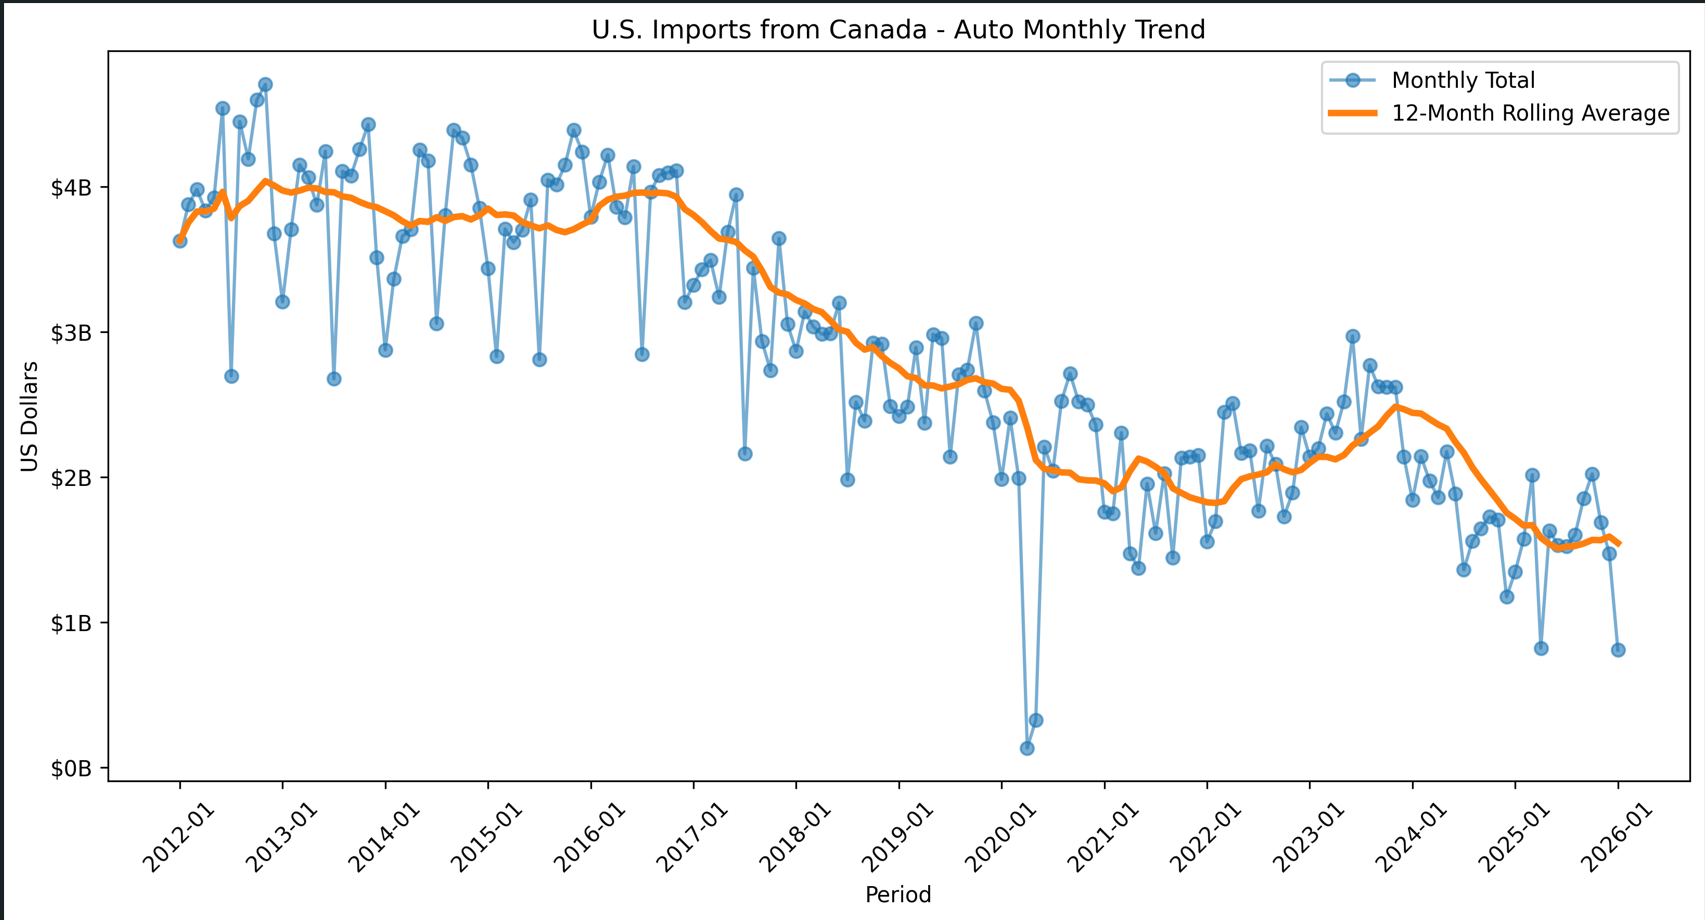 U.S. Imports from Canada - Auto Monthly Trend
Monthly Total
12-Month Rolling Average
$4B
$3B
$2B
$1B
$0B
US Dollars
2012-01
2013-01
2014-01
2015-01
2016-01
2017-01
2018-01
2019-01
2020-01
2021-01
2022-01
2023-01
2024-01
2025-01
2026-01
Period